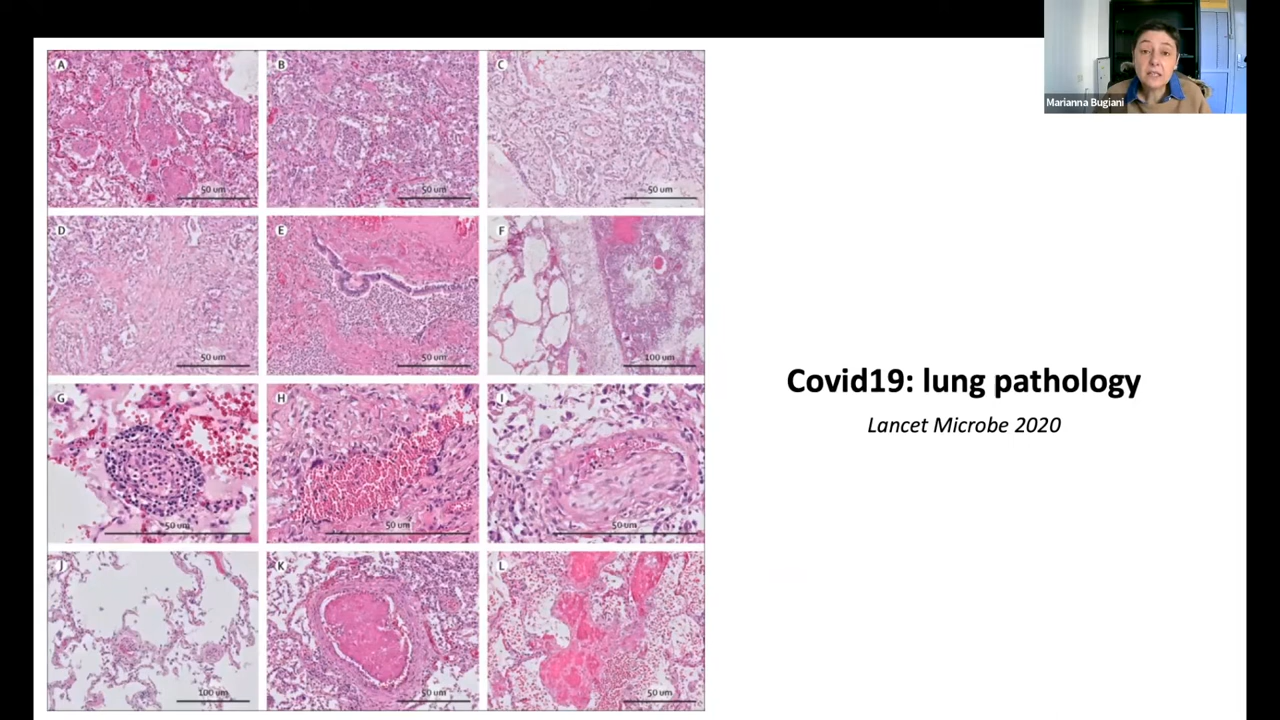 Marianna Bugiani
A
B
C
50 um
50 um
50 um
D
E
F
50 um
50 um
100 um
G
H
I
50 um
50 um
50 um
J
K
L
100 um
50 um
50 um
Covid19: lung pathology
Lancet Microbe 2020